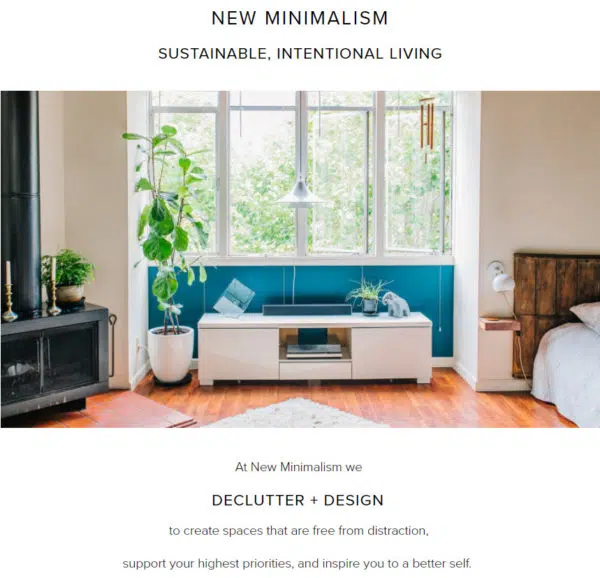 NEW MINIMALISM
SUSTAINABLE, INTENTIONAL LIVING
At New Minimalism we
DECLUTTER + DESIGN
to create spaces that are free from distraction,
support your highest priorities, and inspire you to a better self.